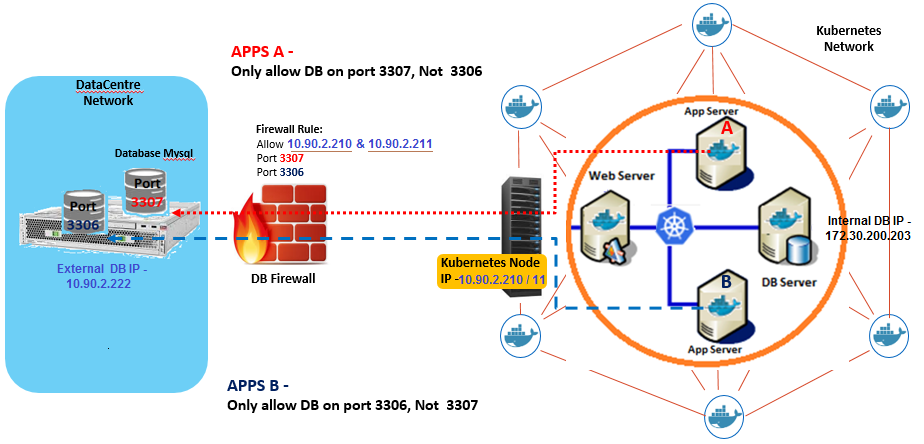 APPS A -
Only allow DB on port 3307, Not 3306
Kubernetes
Network
DataCentre
Network
Firewall Rule:
Allow 10.90.2.210 & 10.90.2.211
Port 3307
Port 3306
Database Mysql
Port
3307
Port
3306
External DB IP -
10.90.2.222
DB Firewall
Kubernetes Node
IP -10.90.2.210 / 11
App Server
A
Web Server
Internal DB IP -
172.30.200.203
DB Server
B
App Server
APPS B -
Only allow DB on port 3306, Not 3307